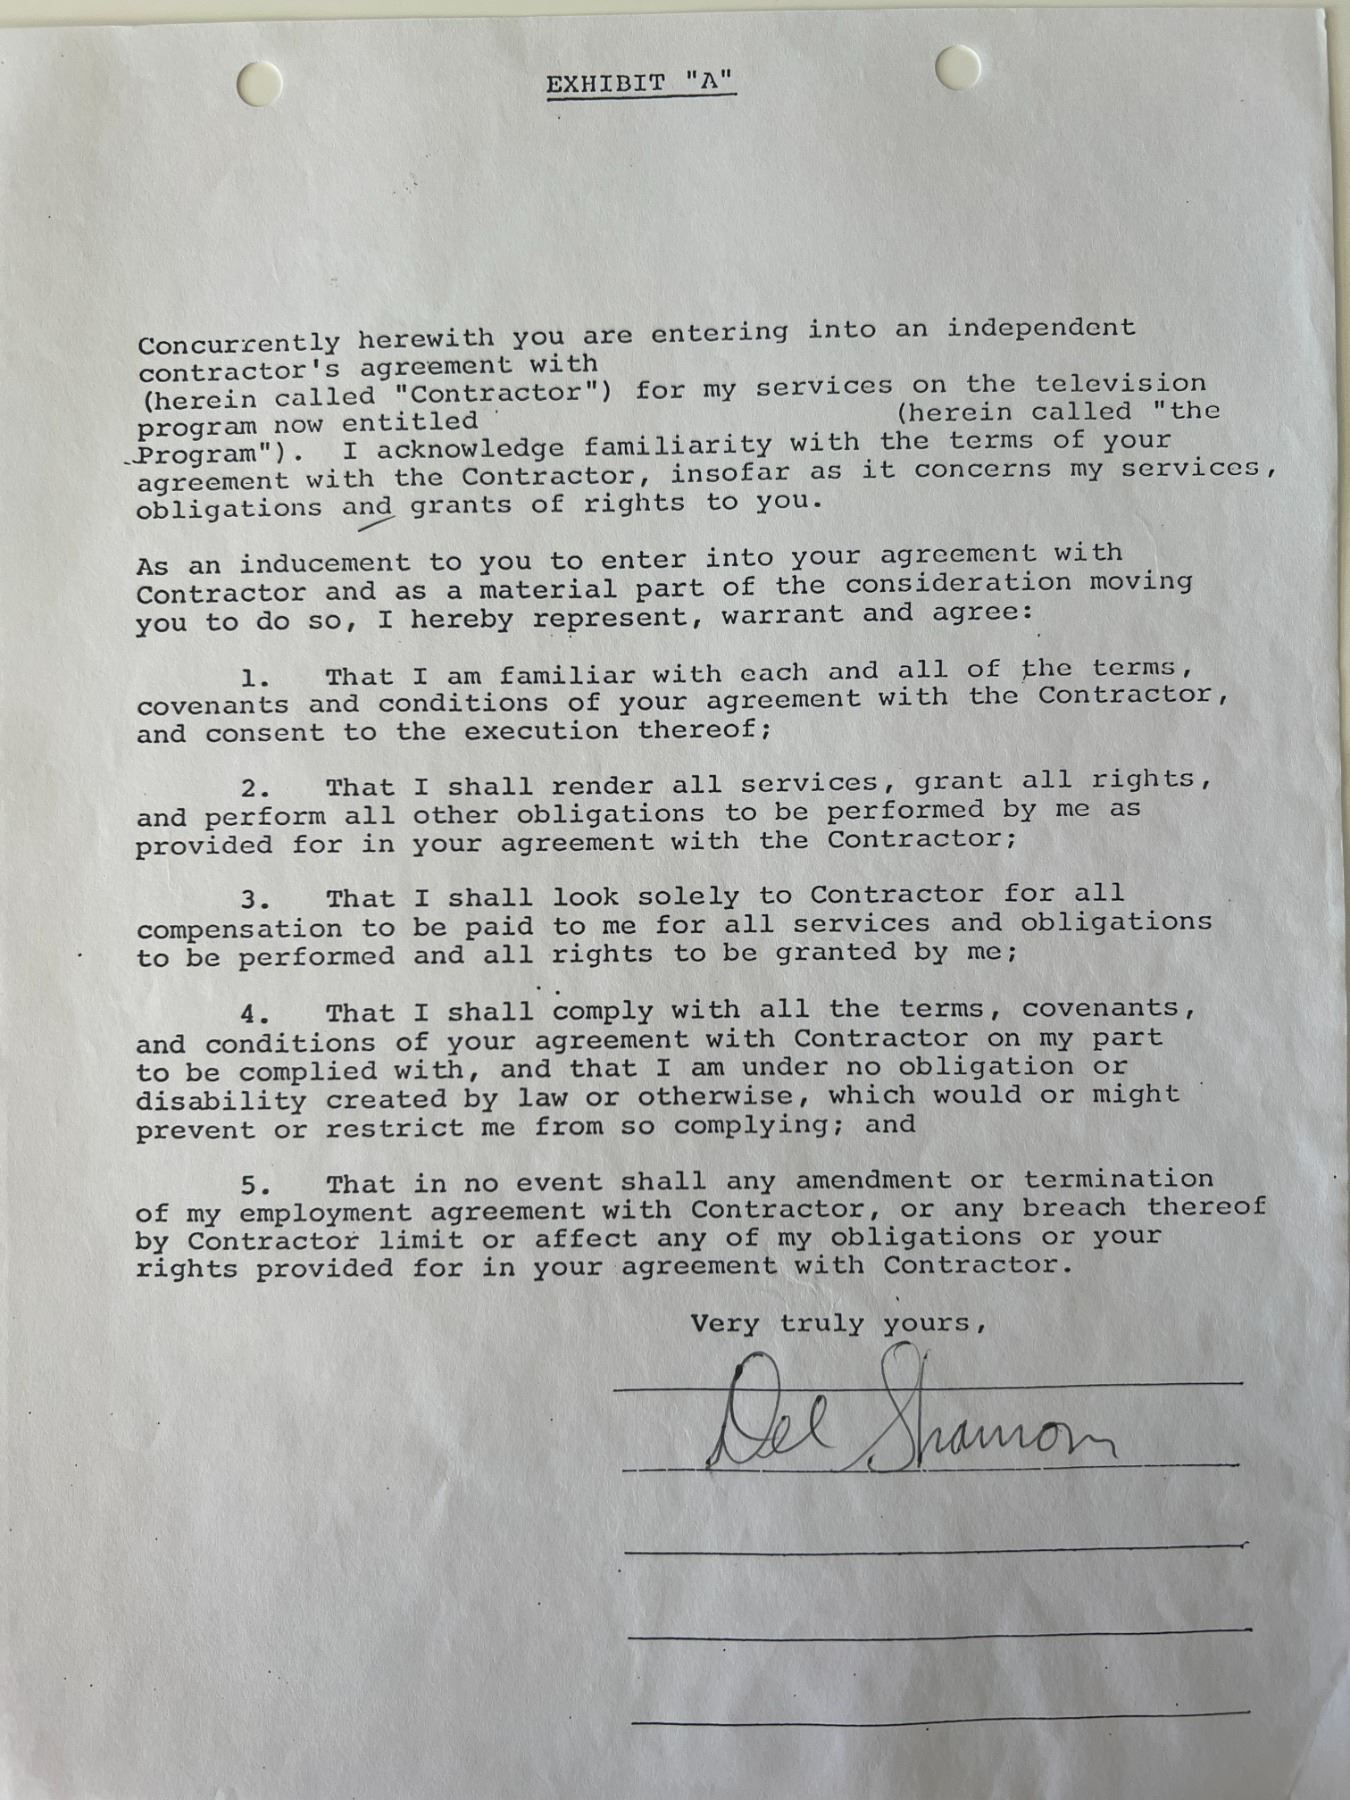 EXHIBIT "A"
Concurrently herewith you are entering into an independent
contractor's agreement with
(herein called "Contractor") for my services on the television
program now entitled (herein called "the
Program"). I acknowledge familiarity with the terms of your
agreement with the Contractor, insofar as it concerns my services,
obligations and grants of rights to you.
As an inducement to you to enter into your agreement with
Contractor and as a material part of the consideration moving
you to do so, I hereby represent, warrant and agree:
1. That I am familiar with each and all of the terms,
covenants and conditions of your agreement with the Contractor,
and consent to the execution thereof;
2. That I shall render all services, grant all rights,
and perform all other obligations to be performed by me as
provided for in your agreement with the Contractor;
3. That I shall look solely to Contractor for all
compensation to be paid to me for all services and obligations
to be performed and all rights to be granted by me;
4. That I shall comply with all the terms, covenants,
and conditions of your agreement with Contractor on my part
to be complied with, and that I am under no obligation or
disability created by law or otherwise, which would or might
prevent or restrict me from so complying; and
5. That in no event shall any amendment or termination
of my employment agreement with Contractor, or any breach thereof
by Contractor limit or affect any of my obligations or your
rights provided for in your agreement with Contractor.
Very truly yours,
Del Shannon